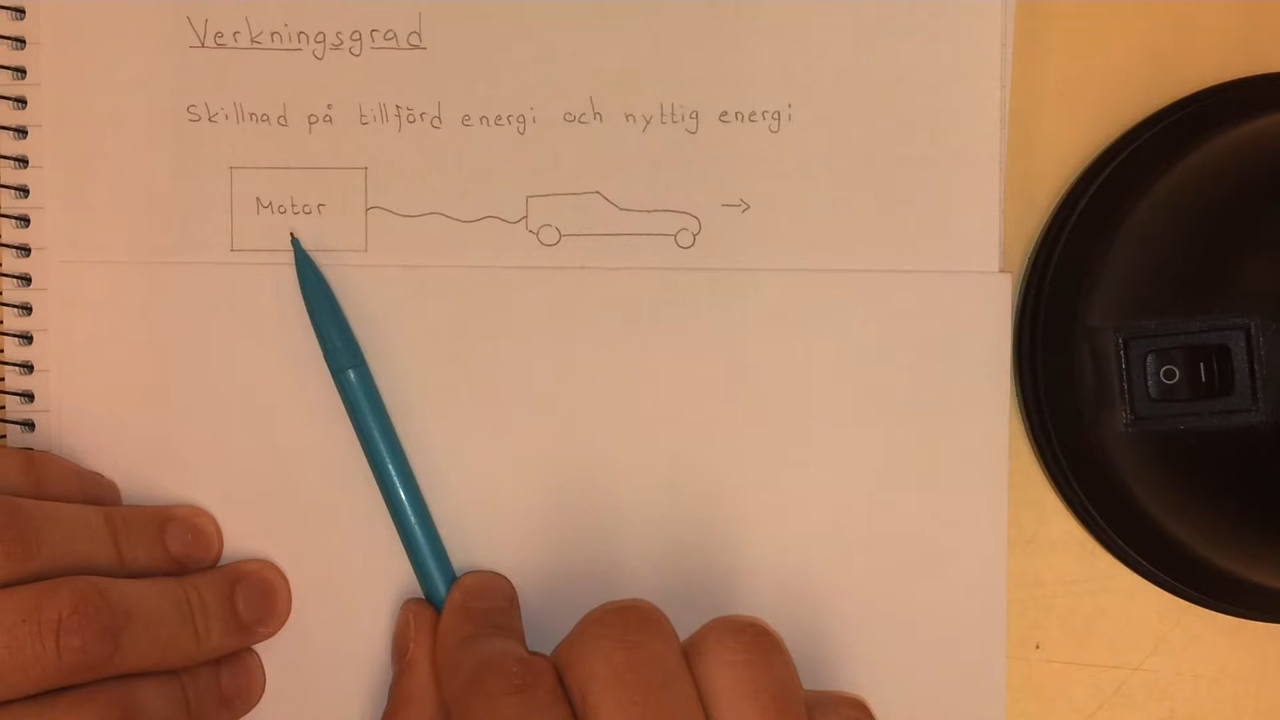 Verkningsgrad
Skillnad på tillförd energi och nyttig energi
Motor
O I